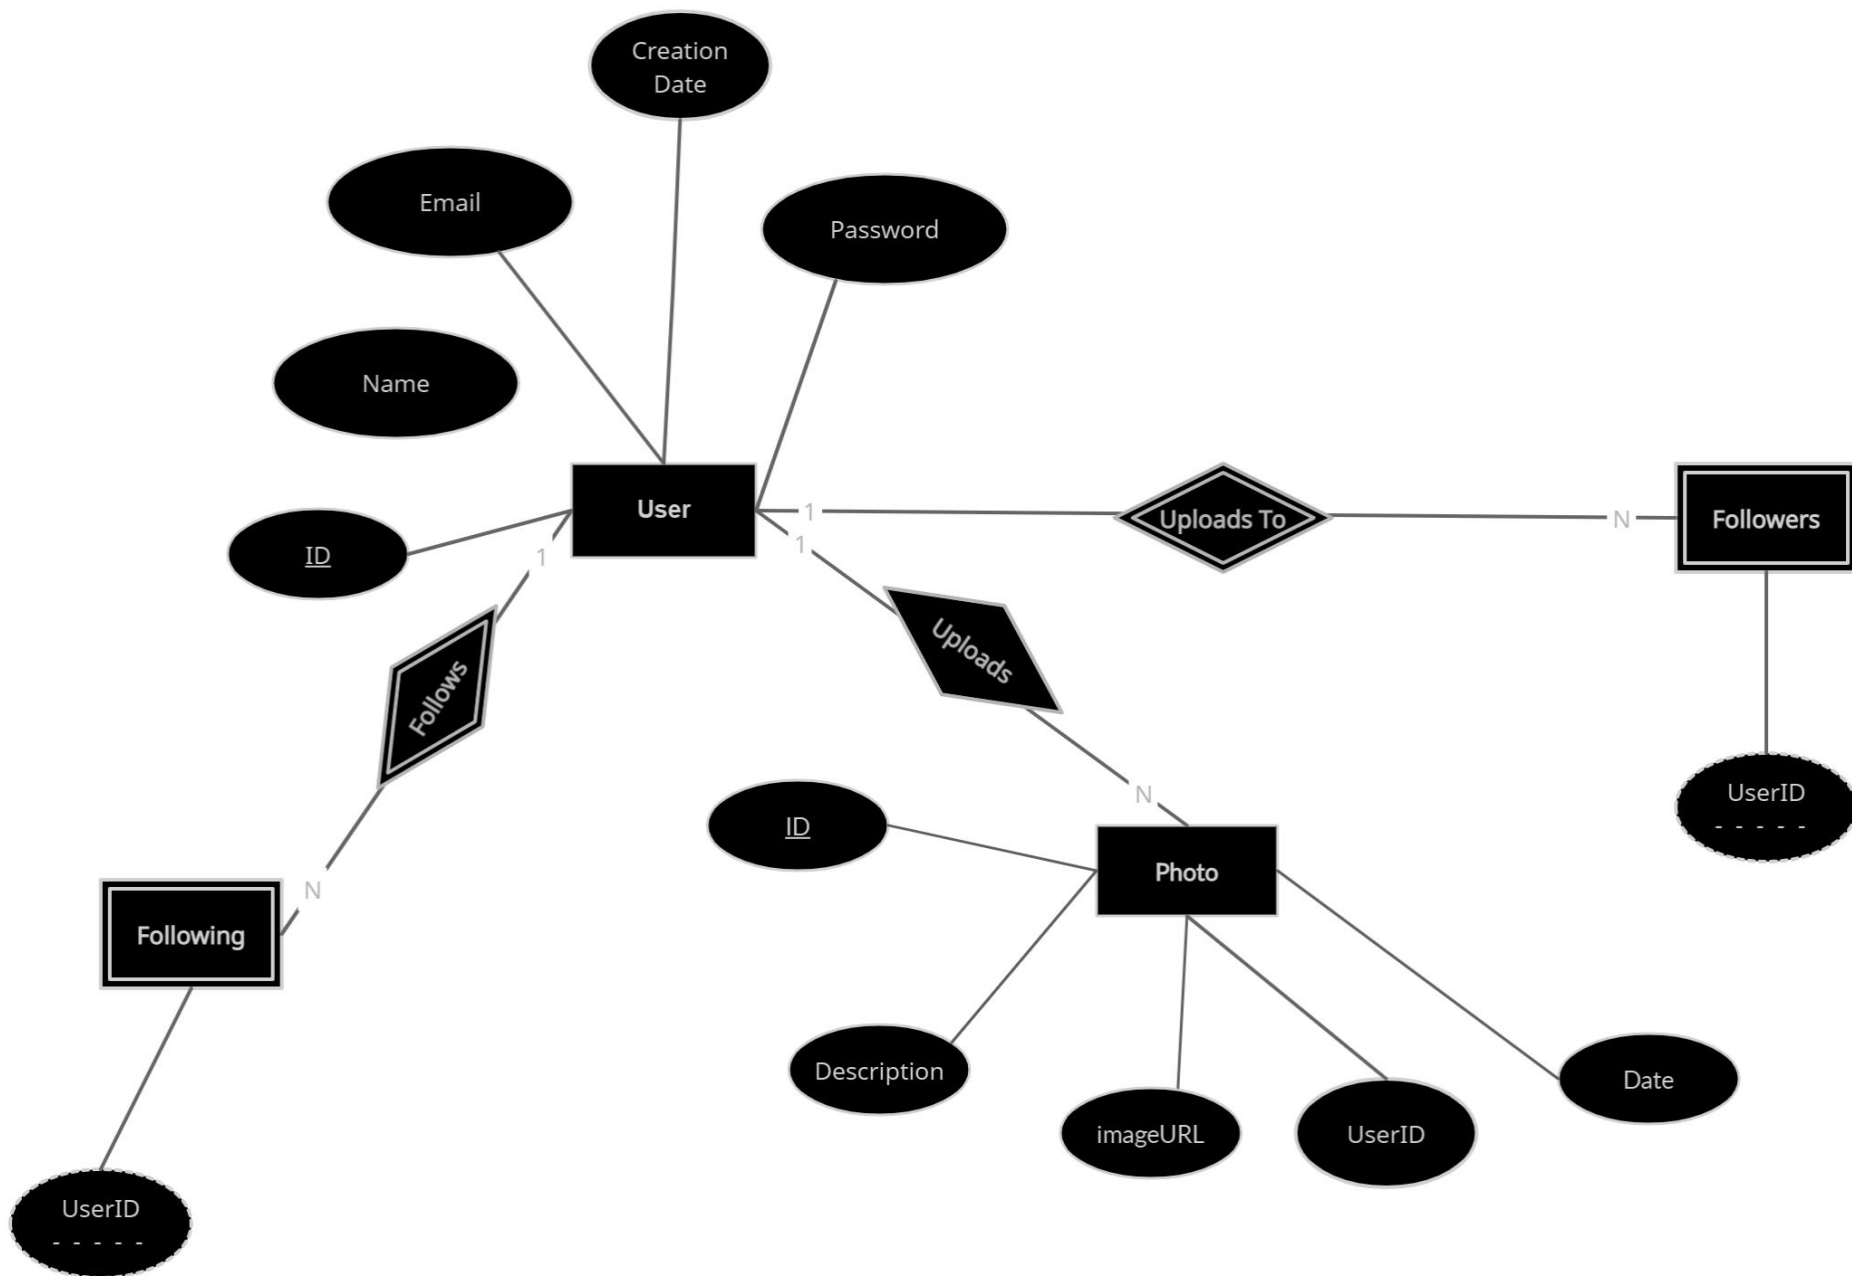 Creation
Date
Email
Password
Name
User
ID
1
1
1
Uploads To
N
Followers
Uploads
Follows
N
UserID
- - - - -
ID
Photo
N
Following
Description
imageURL
UserID
Date
UserID
- - - - -